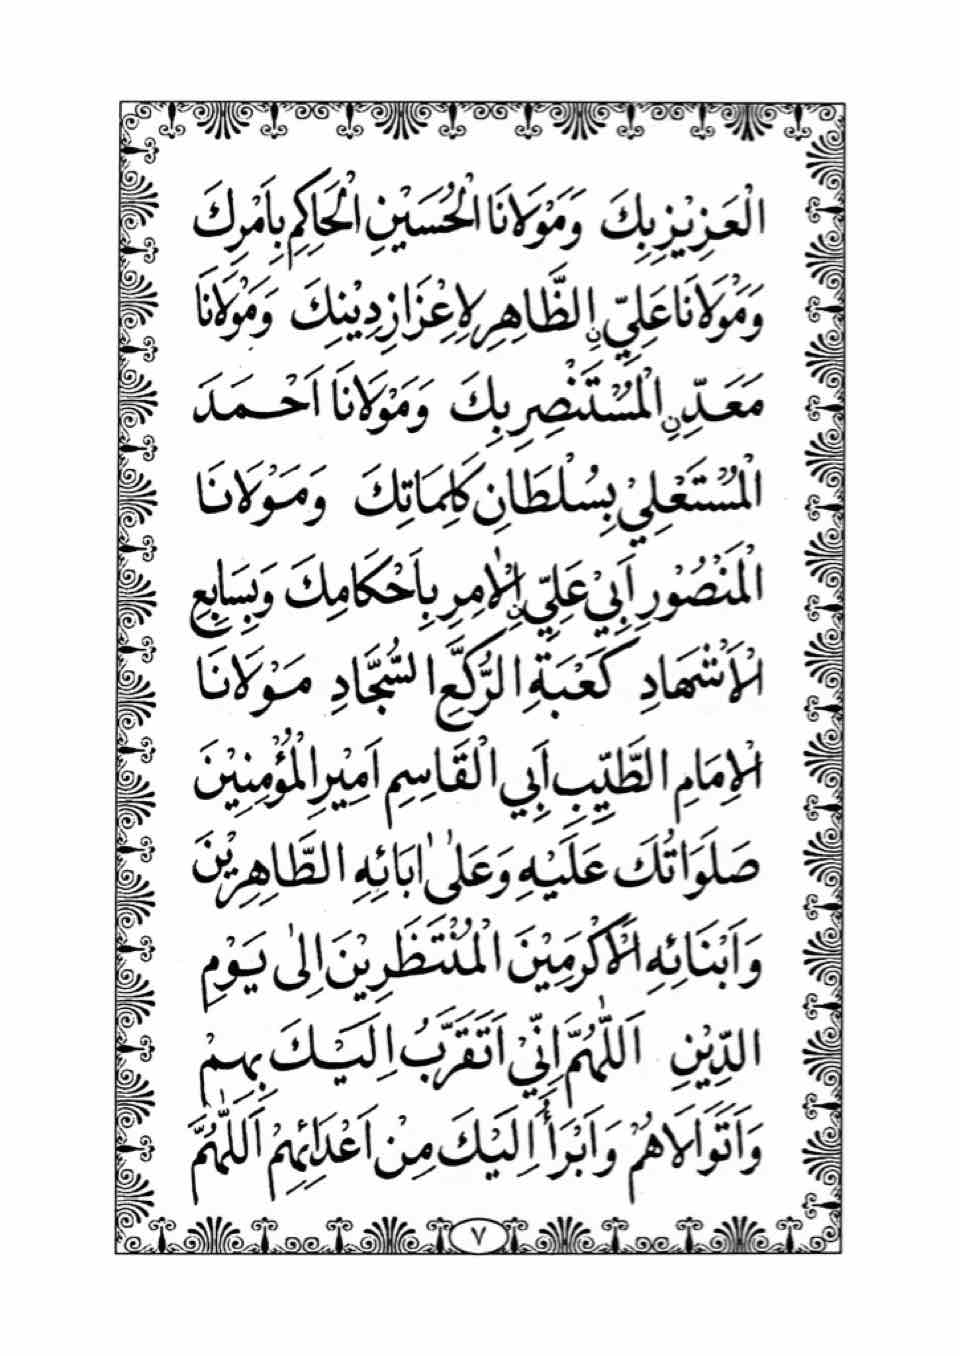 الْعَزِيْزِ بِكَ وَمَوْلَانَا الْحُسَيْنِ الْحَاكِمِ بِاَمْرِكَ
وَمَوْلَانَا عَلِيِّ نِ الظَّاهِرِ لِاِعْزَازِ دِيْنِكَ وَمَوْلَانَا
مَعَدِّ نِ الْمُسْتَنْصِرِ بِكَ وَمَوْلَانَا اَحْمَدَ
الْمُسْتَعْلِيْ بِسُلْطَانِ كَلِمَاتِكَ وَمَوْلَانَا
الْمَنْصُوْرِ اَبِيْ عَلِيِّ نِ الْاٰمِرِ بِاَحْكَامِكَ وَبِسَابِعِ
الْاَشْهَادِ كَعْبَةِ الرُّكَّعِ السُّجَّادِ مَوْلَانَا
الْاِمَامِ الطَّيِّبِ اَبِي الْقَاسِمِ اَمِيْرِ الْمُؤْمِنِيْنَ
صَلَوَاتُكَ عَلَيْهِ وَعَلٰى اٰبَائِهِ الطَّاهِرِيْنَ
وَاَبْنَائِهِ الْاَكْرَمِيْنَ الْمُنْتَظَرِيْنَ اِلٰى يَوْمِ
الدِّيْنِ اَللّٰهُمَّ اِنِّيْ اَتَقَرَّبُ اِلَيْكَ بِهِمْ
وَاَتَوَالَاهُمْ وَاَبْرَأُ اِلَيْكَ مِنْ اَعْدَائِهِمْ اَللّٰهُمَّ
٧